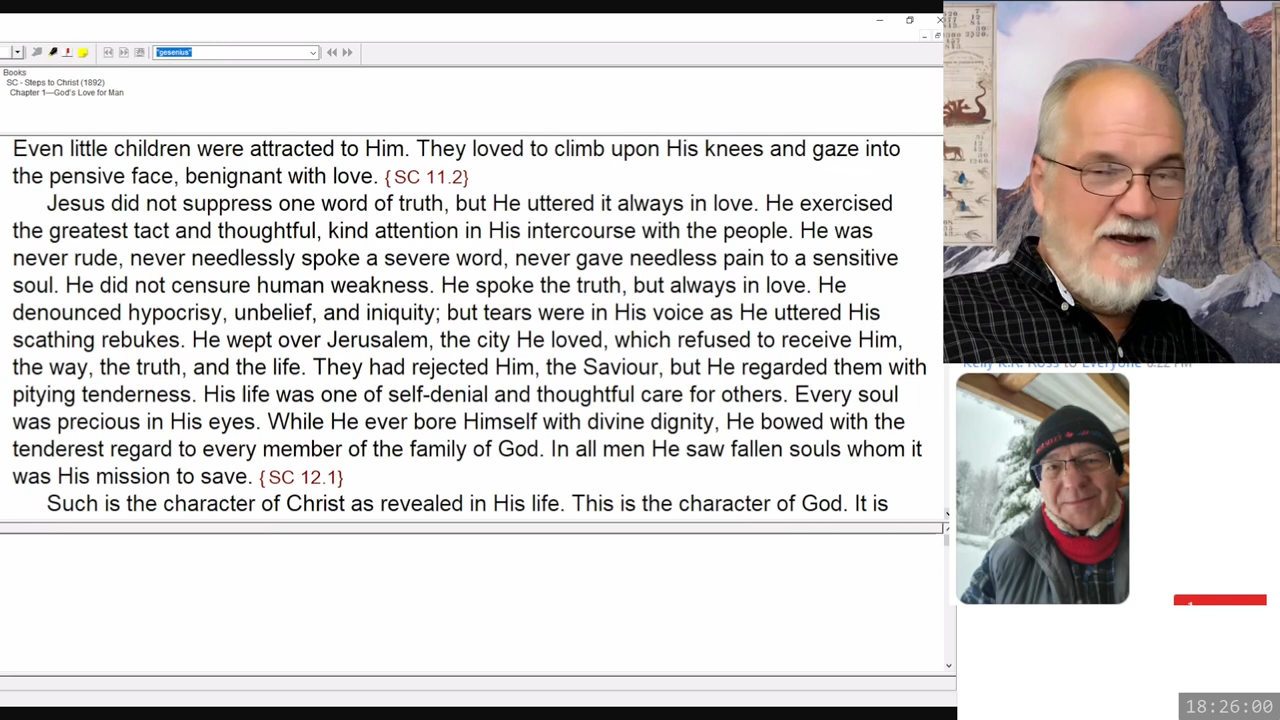 "gesenius"
Books
SC - Steps to Christ (1892)
Chapter 1—God's Love for Man
Even little children were attracted to Him. They loved to climb upon His knees and gaze into
the pensive face, benignant with love. {SC 11.2}
Jesus did not suppress one word of truth, but He uttered it always in love. He exercised
the greatest tact and thoughtful, kind attention in His intercourse with the people. He was
never rude, never needlessly spoke a severe word, never gave needless pain to a sensitive
soul. He did not censure human weakness. He spoke the truth, but always in love. He
denounced hypocrisy, unbelief, and iniquity; but tears were in His voice as He uttered His
scathing rebukes. He wept over Jerusalem, the city He loved, which refused to receive Him,
the way, the truth, and the life. They had rejected Him, the Saviour, but He regarded them with
pitying tenderness. His life was one of self-denial and thoughtful care for others. Every soul
was precious in His eyes. While He ever bore Himself with divine dignity, He bowed with the
tenderest regard to every member of the family of God. In all men He saw fallen souls whom it
was His mission to save. {SC 12.1}
Such is the character of Christ as revealed in His life. This is the character of God. It is
to Everyone
18:26:00